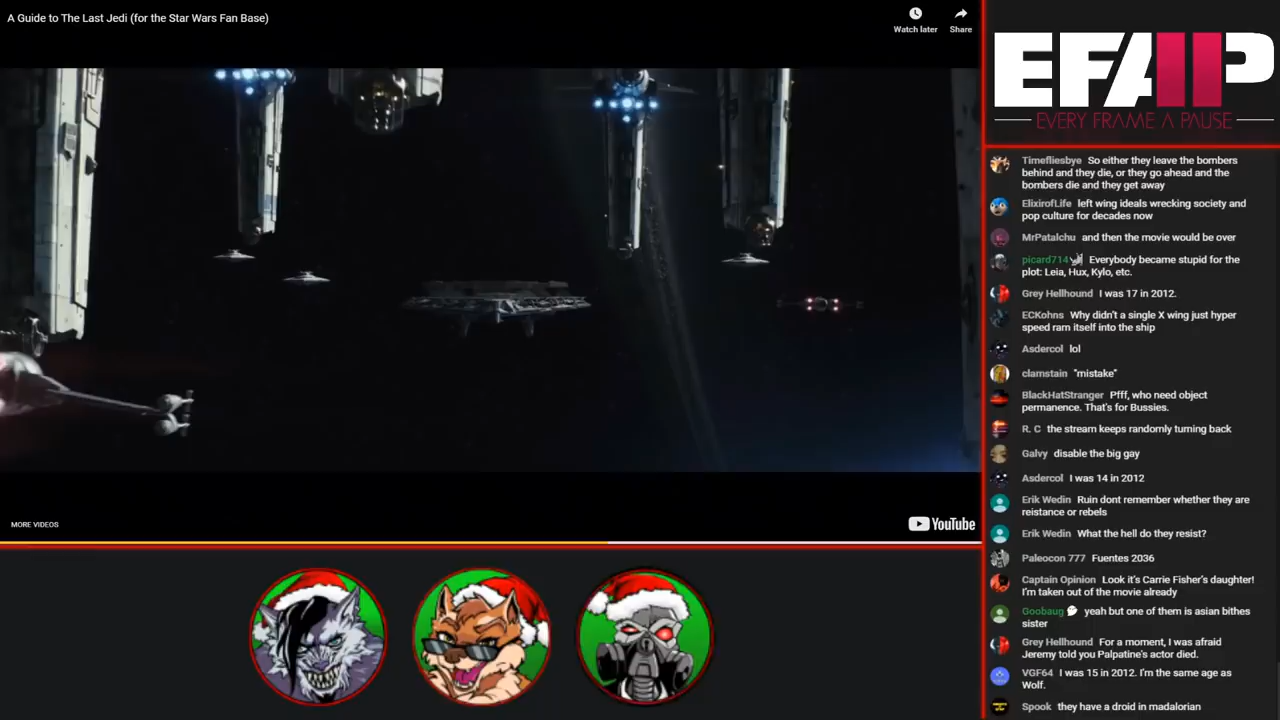 A Guide to The Last Jedi (for the Star Wars Fan Base)
Watch later
Share
MORE VIDEOS
YouTube
EFAP
EVERY FRAME A PAUSE
Timefliesbye So either they leave the bombers
behind and they die, or they go ahead and the
bombers die and they get away
ElixirofLife left wing ideals wrecking society and
pop culture for decades now
MrPatalchu and then the movie would be over
picard714 Everybody became stupid for the
plot: Leia, Hux, Kylo, etc.
Grey Hellhound I was 17 in 2012.
ECKohns Why didn't a single X wing just hyper
speed ram itself into the ship
Asdercol lol
clamstain "mistake"
BlackHatStranger Pfff, who need object
permanence. That's for Bussies.
R. C the stream keeps randomly turning back
Galvy disable the big gay
Asdercol I was 14 in 2012
Erik Wedin Ruin dont remember whether they are
reistance or rebels
Erik Wedin What the hell do they resist?
Paleocon 777 Fuentes 2036
Captain Opinion Look it's Carrie Fisher's daughter!
I'm taken out of the movie already
Goobaug yeah but one of them is asian bithes
sister
Grey Hellhound For a moment, I was afraid
Jeremy told you Palpatine's actor died.
VGF64 I was 15 in 2012. I'm the same age as
Wolf.
Spook they have a droid in madalorian